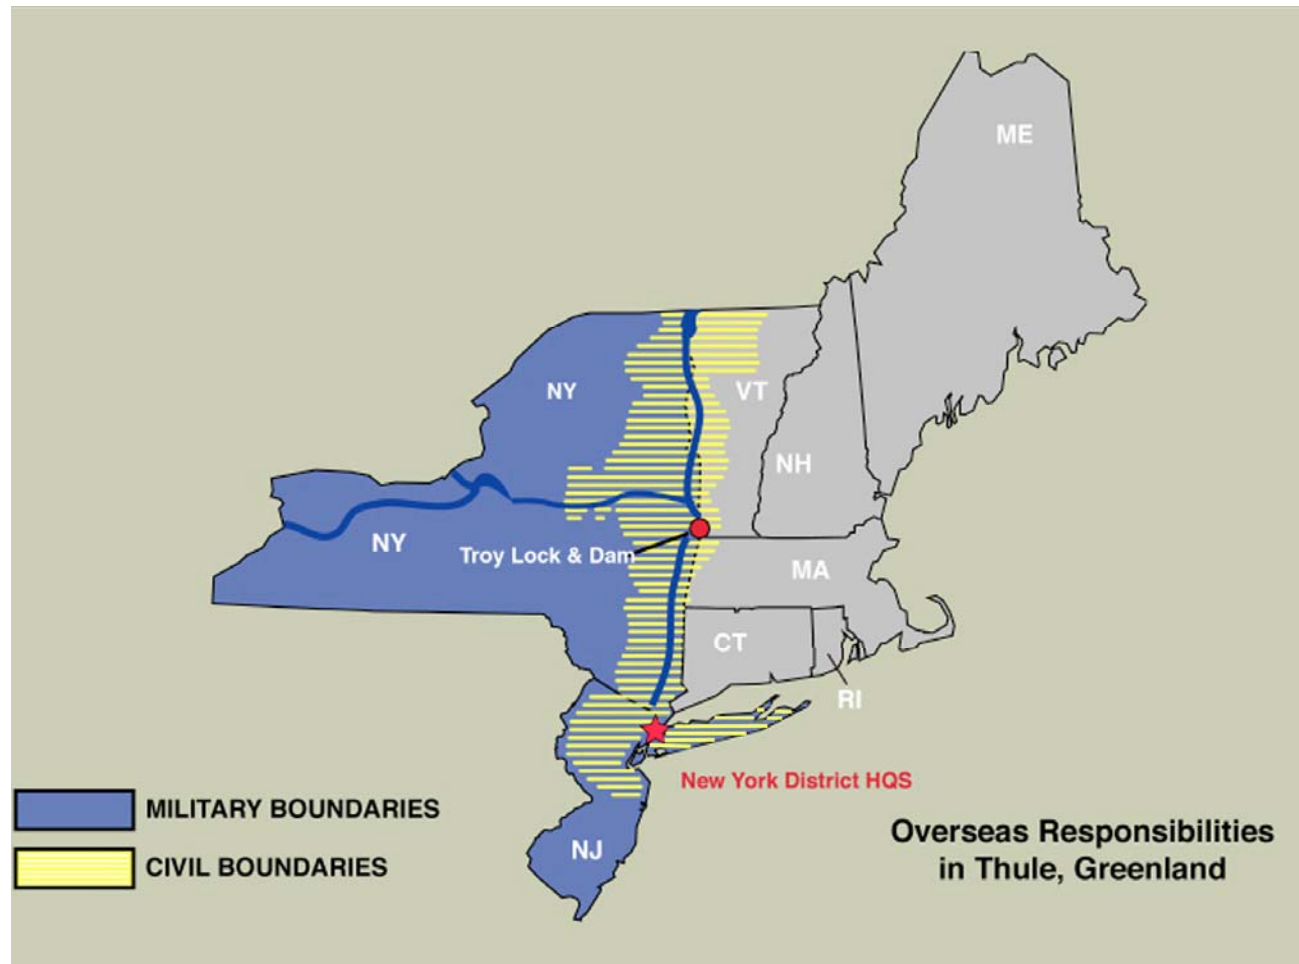 ME
NY
VT
NH
NY
Troy Lock & Dam
MA
CT
RI
New York District HQS
MILITARY BOUNDARIES
CIVIL BOUNDARIES
NJ
Overseas Responsibilities
in Thule, Greenland